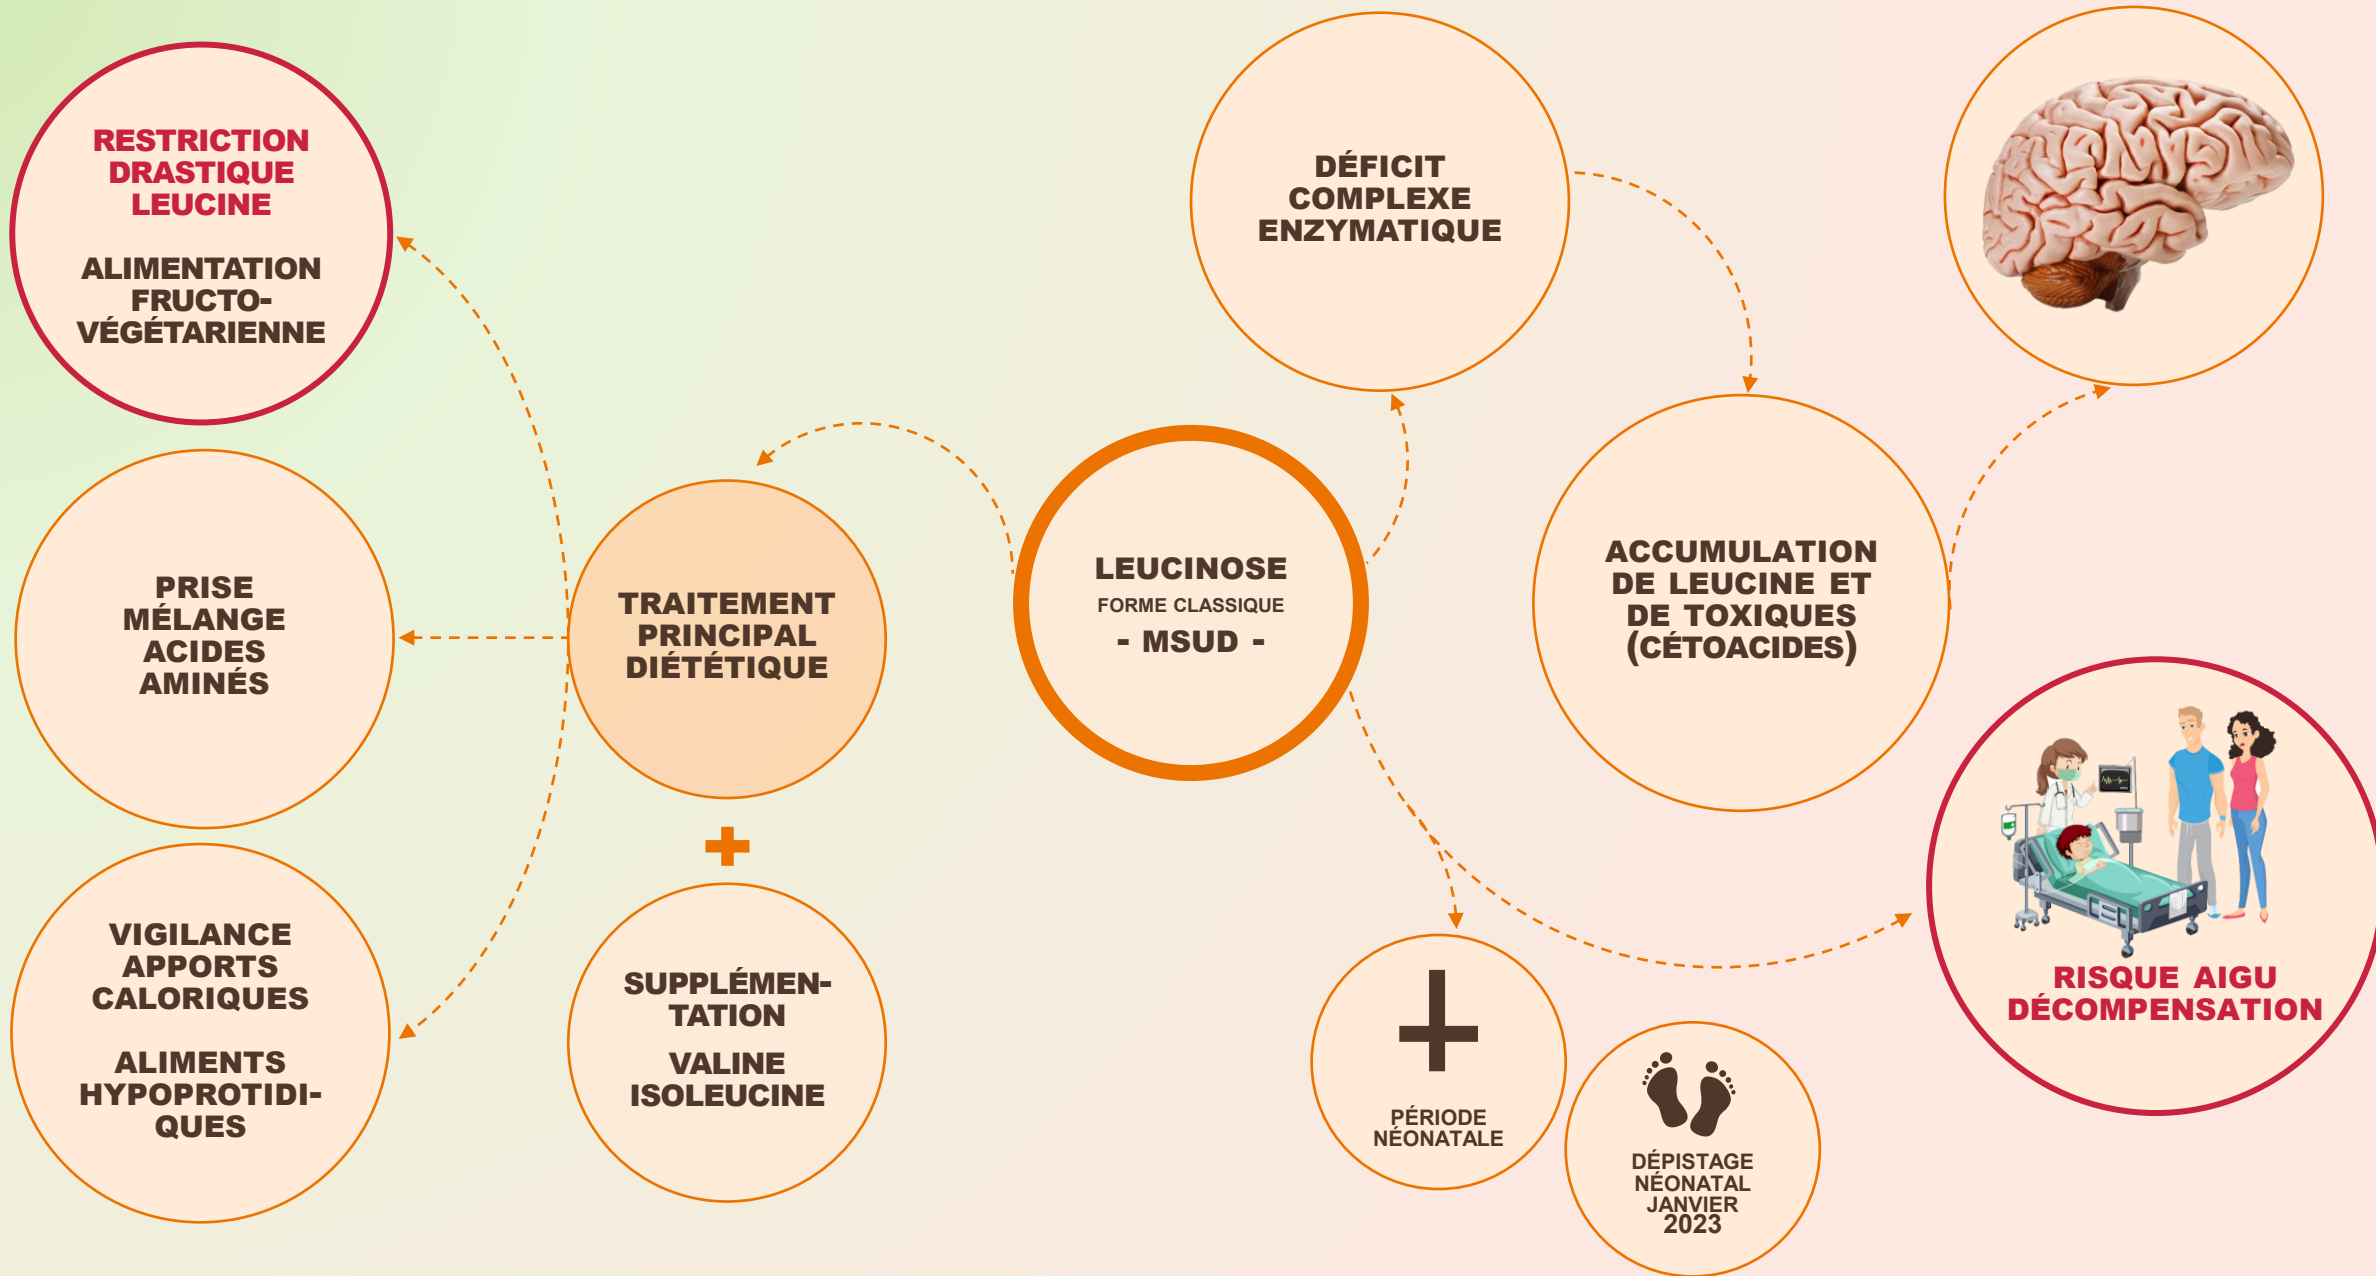 RESTRICTION
DRASTIQUE
LEUCINE
ALIMENTATION
FRUCTO-
VÉGÉTARIENNE
PRISE
MÉLANGE
ACIDES
AMINÉS
VIGILANCE
APPORTS
CALORIQUES
ALIMENTS
HYPOPROTIDI-
QUES
TRAITEMENT
PRINCIPAL
DIÉTÉTIQUE
SUPPLÉMEN-
TATION
VALINE
ISOLEUCINE
LEUCINOSE
FORME CLASSIQUE
- MSUD -
DÉFICIT
COMPLEXE
ENZYMATIQUE
ACCUMULATION
DE LEUCINE ET
DE TOXIQUES
(CÉTOACIDES)
PÉRIODE
NÉONATALE
DÉPISTAGE
NÉONATAL
JANVIER
2023
RISQUE AIGU
DÉCOMPENSATION